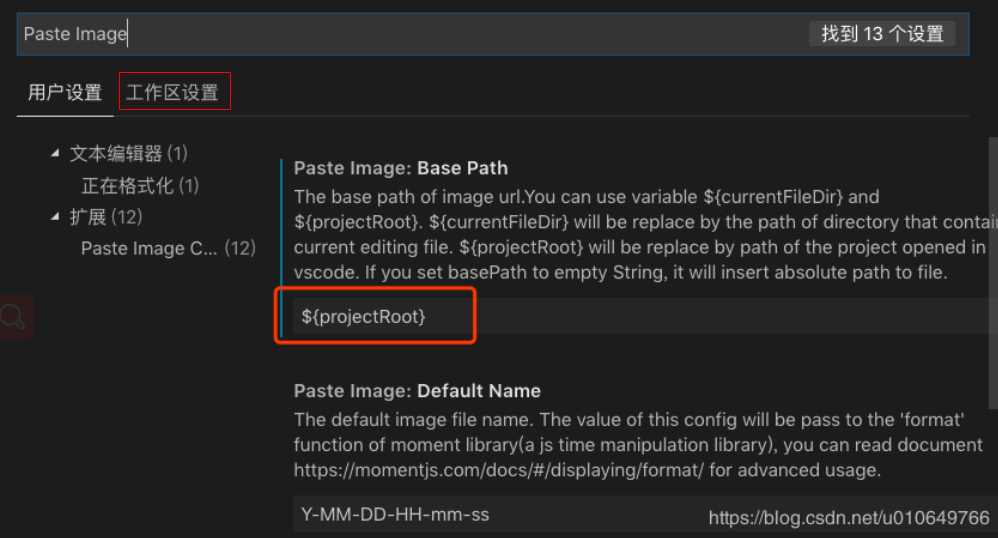 Paste Image
找到 13 个设置
用户设置
工作区设置
文本编辑器 (1)
正在格式化 (1)
扩展 (12)
Paste Image C... (12)
Paste Image: Base Path
The base path of image url.You can use variable ${currentFileDir} and
${projectRoot}. ${currentFileDir} will be replace by the path of directory that contain
current editing file. ${projectRoot} will be replace by path of the project opened in
vscode. If you set basePath to empty String, it will insert absolute path to file.
${projectRoot}
Paste Image: Default Name
The default image file name. The value of this config will be pass to the 'format'
function of moment library(a js time manipulation library), you can read document
https://momentjs.com/docs/#/displaying/format/ for advanced usage.
Y-MM-DD-HH-mm-ss
https://blog.csdn.net/u010649766